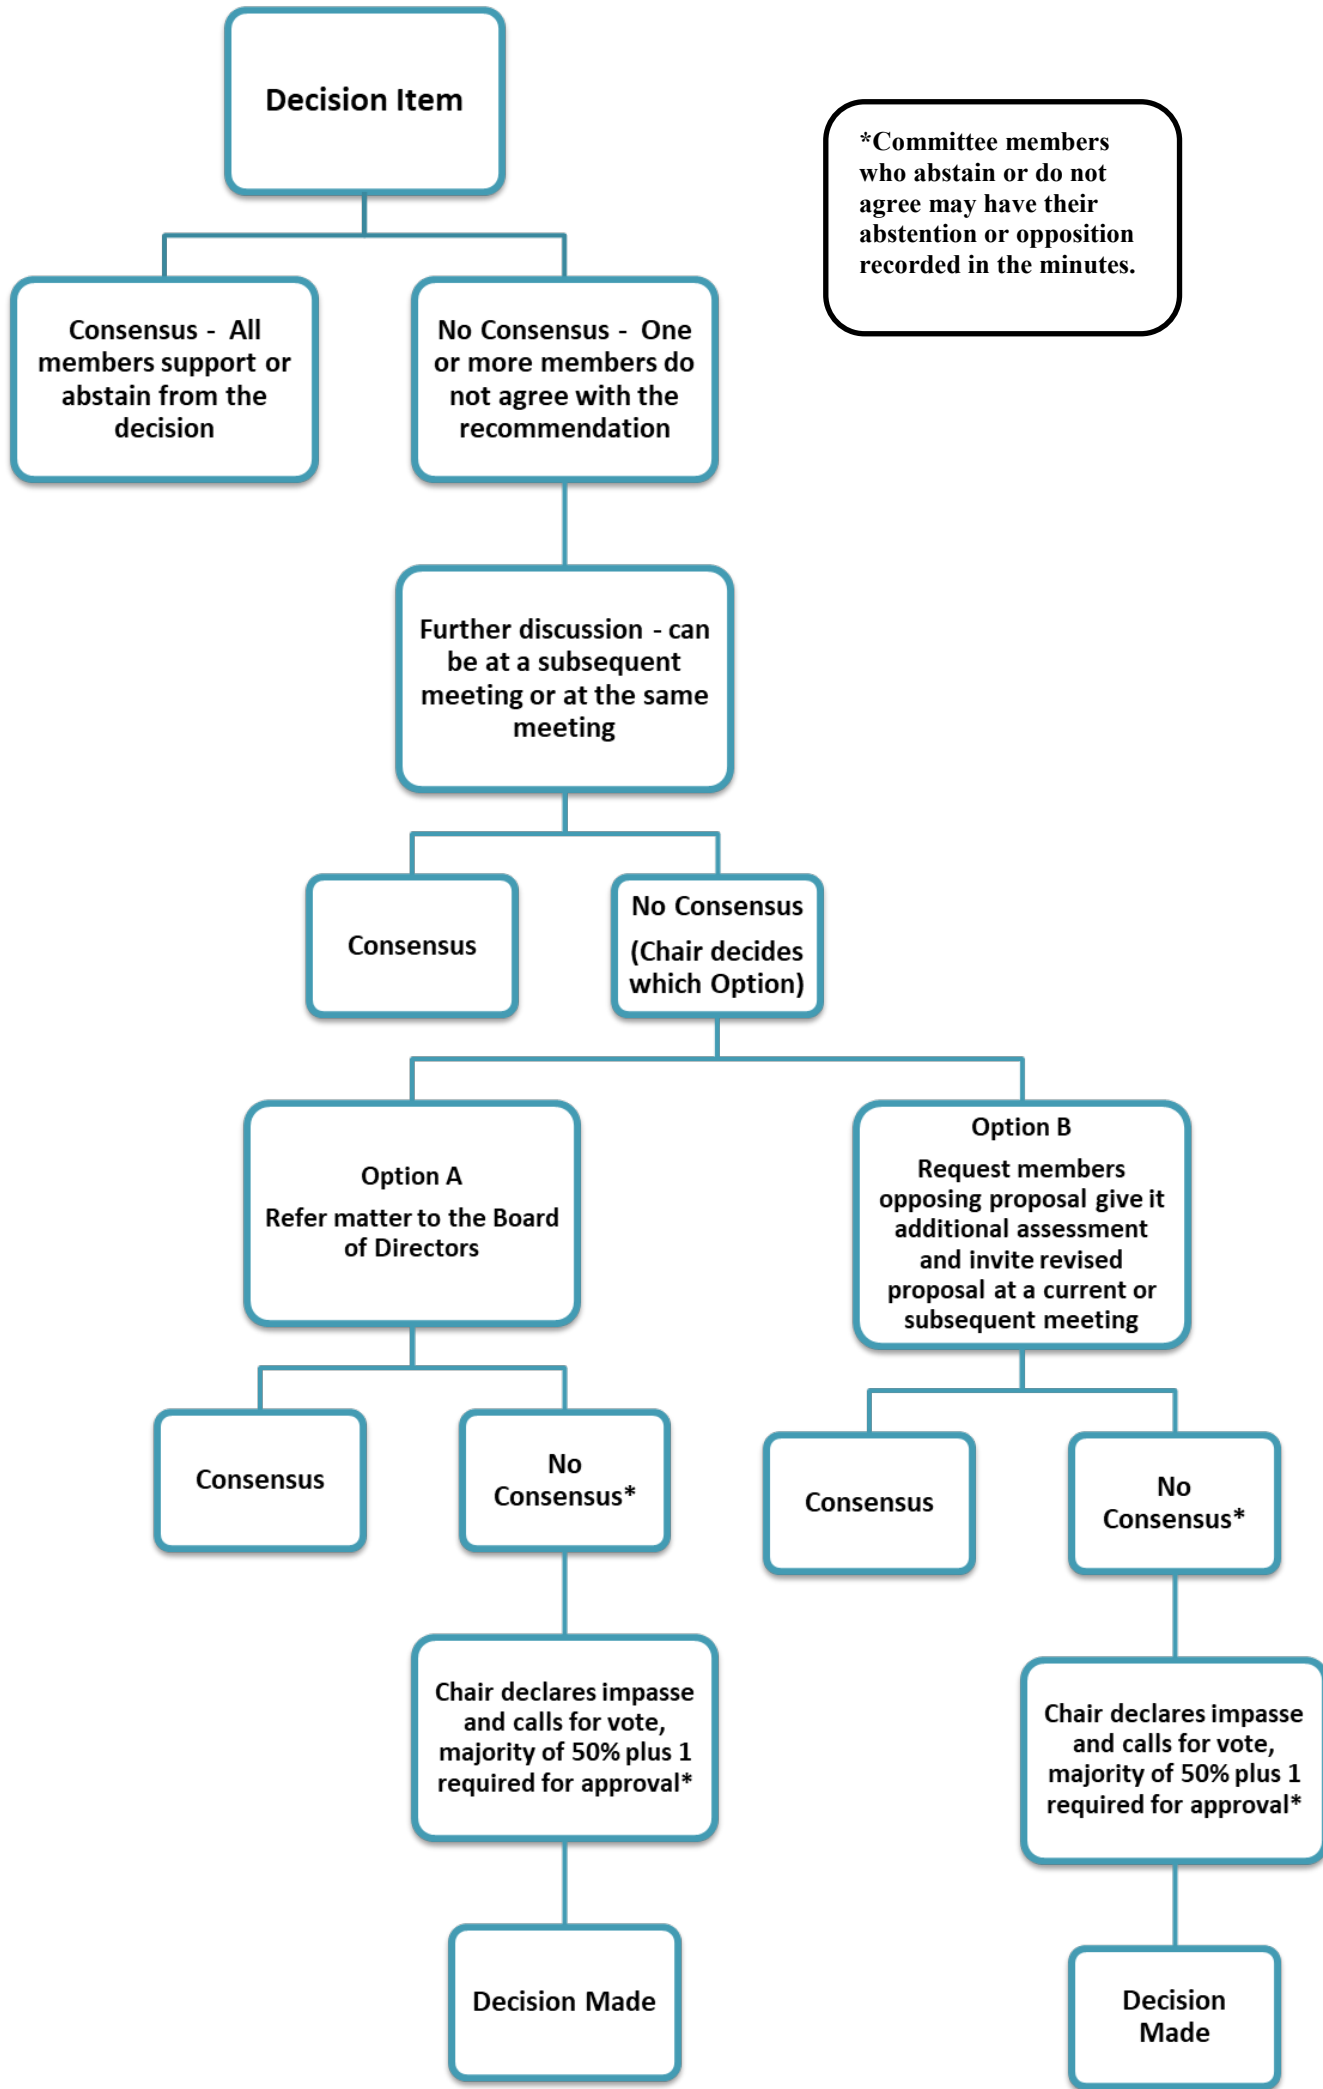 Decision Item
*Committee members
who abstain or do not
agree may have their
abstention or opposition
recorded in the minutes.
Consensus -  All
members support or
abstain from the
decision
No Consensus -  One
or more members do
not agree with the
recommendation
Further discussion - can
be at a subsequent
meeting or at the same
meeting
Consensus
No Consensus
(Chair decides
which Option)
Option A
Refer matter to the Board
of Directors
Option B
Request members
opposing proposal give it
additional assessment
and invite revised
proposal at a current or
subsequent meeting
Consensus
No
Consensus*
Consensus
No
Consensus*
Chair declares impasse
and calls for vote,
majority of 50% plus 1
required for approval*
Chair declares impasse
and calls for vote,
majority of 50% plus 1
required for approval*
Decision Made
Decision
Made